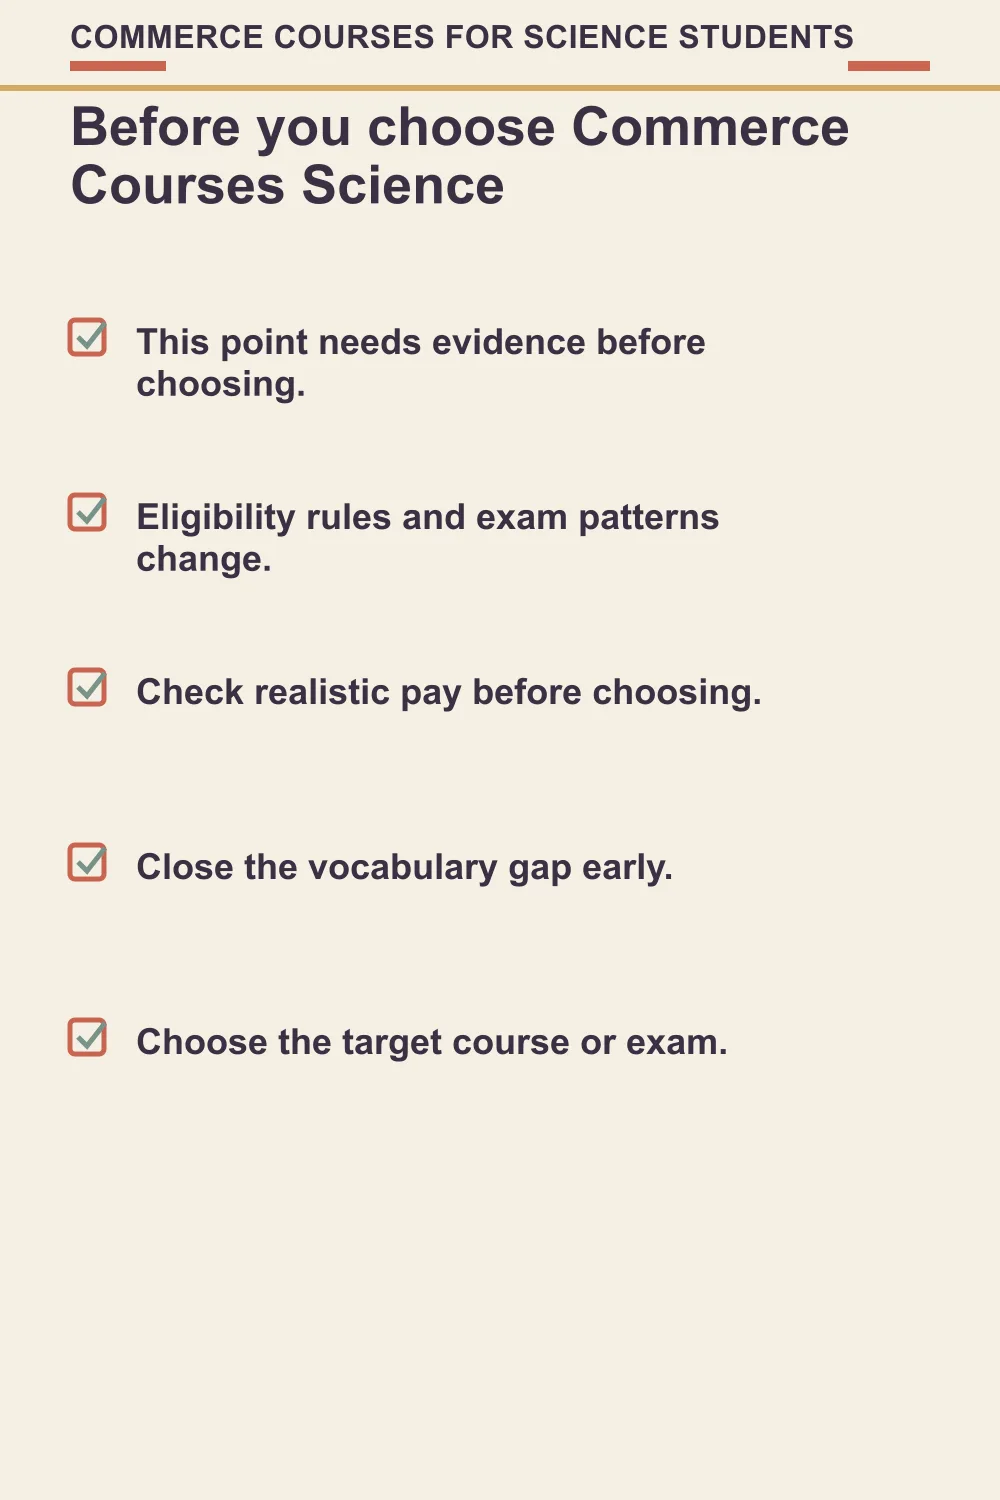 COMMERCE COURSES FOR SCIENCE STUDENTS
Before you choose Commerce
Courses Science
This point needs evidence before
choosing.
Eligibility rules and exam patterns
change.
Check realistic pay before choosing.
Close the vocabulary gap early.
Choose the target course or exam.